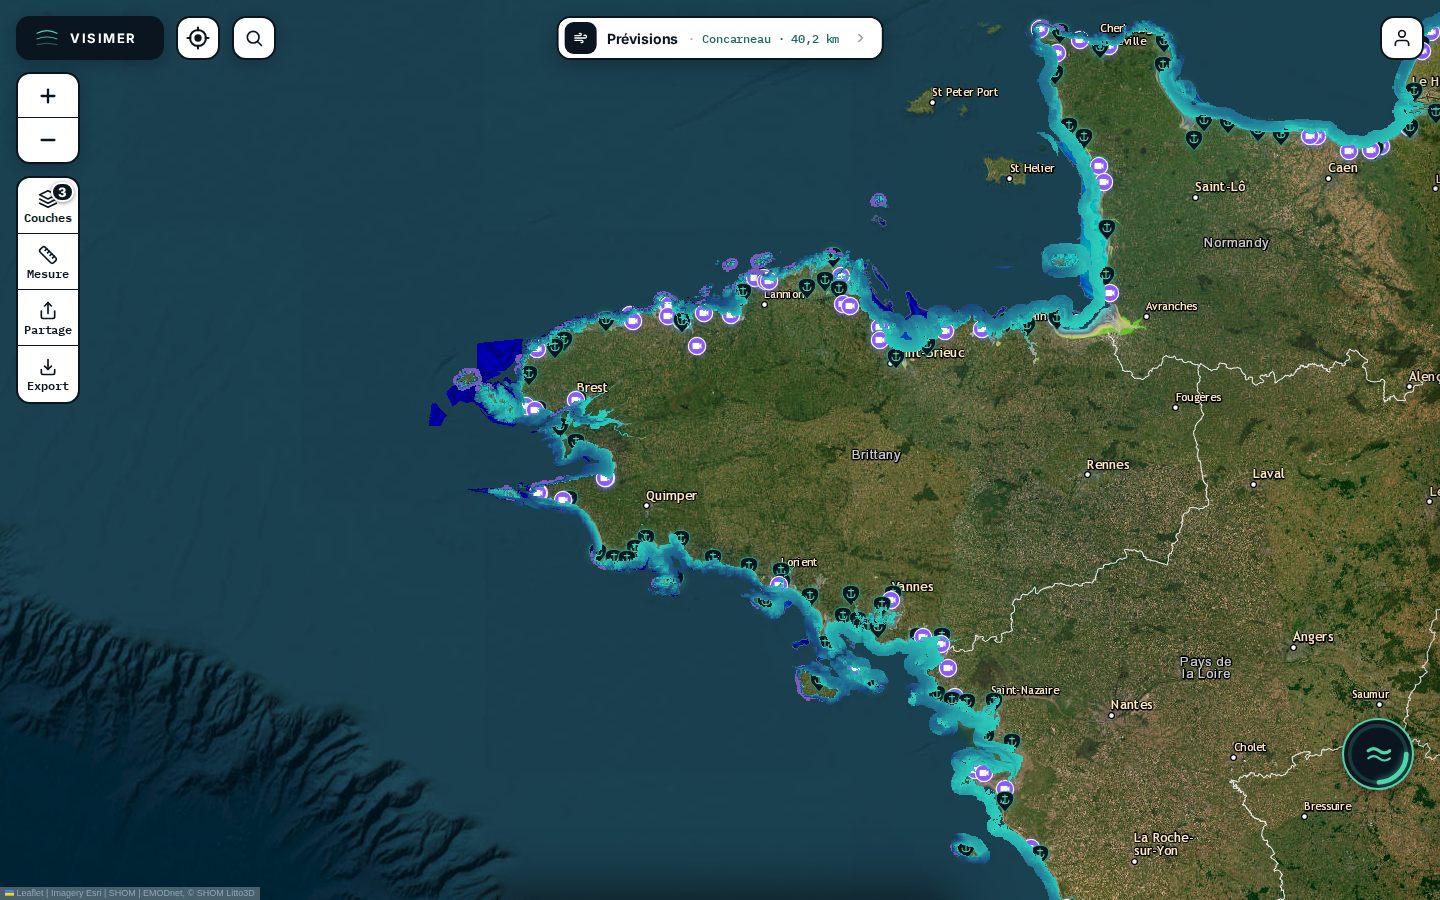 VISIMER
Prévisions · Concarneau · 40,2 km
+
−
3
Couches
Mesure
Partage
Export
St Peter Port
St Helier
Saint-Lô
Caen
Normandy
Avranches
Lannion
Brest
Fougères
Brittany
Rennes
Laval
Quimper
Lorient
Vannes
Angers
Pays de
la Loire
Saint-Nazaire
Saumur
Nantes
Cholet
Bressuire
La Roche-
sur-Yon
Leaflet | Imagery Esri | SHOM | EMODnet, © SHOM Litto3D